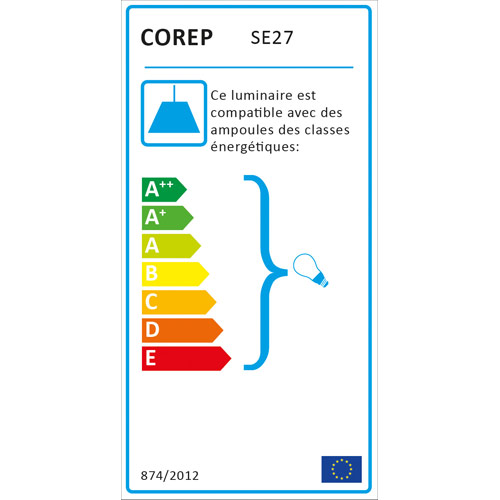 COREP SE27
Ce luminaire est
compatible avec des
ampoules des classes
énergétiques:
A++
A+
A
B
C
D
E
874/2012